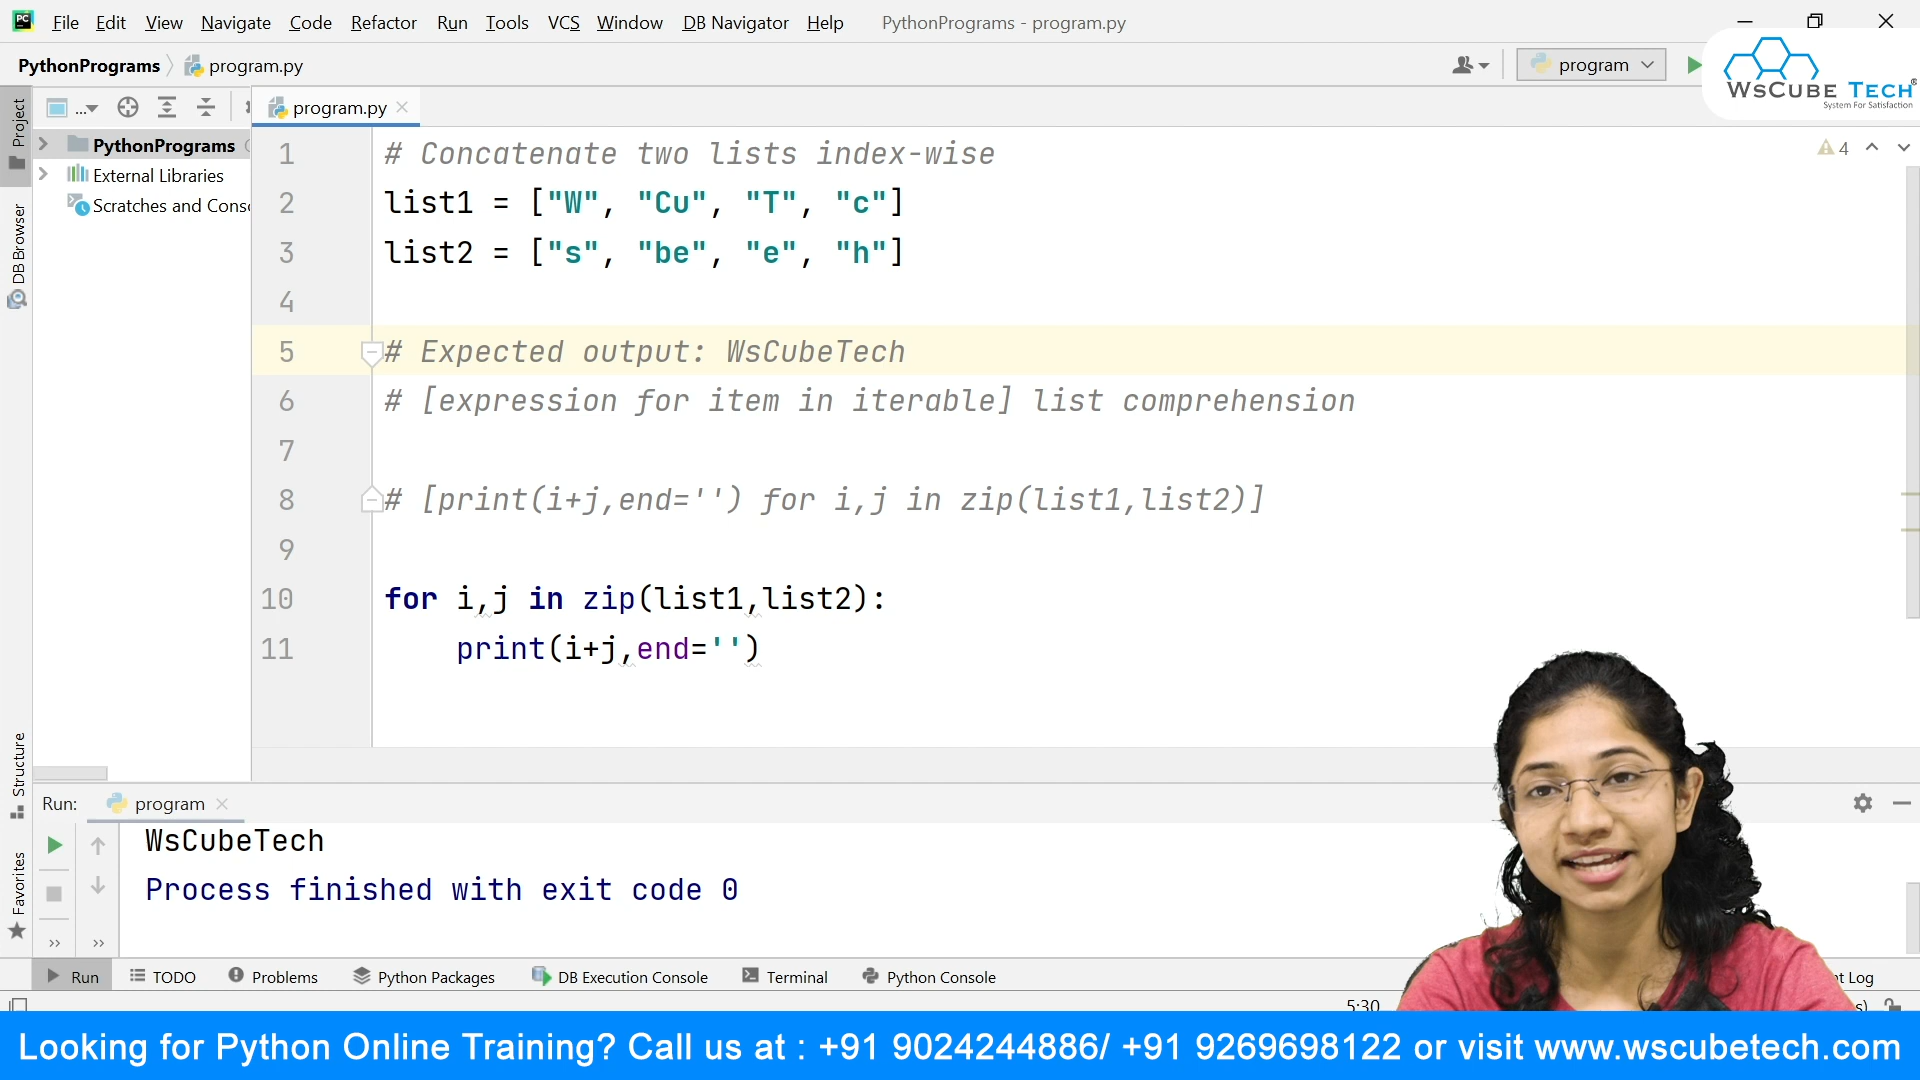 File Edit View Navigate Code Refactor Run Tools VCS Window DB Navigator Help PythonPrograms - program.py
PythonPrograms program.py
program
WsCube Tech®
System For Satisfaction
Project
... 
program.py
PythonPrograms
External Libraries
Scratches and Conso
DB Browser
4
1 # Concatenate two lists index-wise
2 list1 = ["W", "Cu", "T", "c"]
3 list2 = ["s", "be", "e", "h"]
4
5 # Expected output: WsCubeTech
6 # [expression for item in iterable] list comprehension
7
8 # [print(i+j,end='') for i,j in zip(list1,list2)]
9
10 for i,j in zip(list1,list2):
11 print(i+j,end='')
Structure
Favorites
Run: program
WsCubeTech
Process finished with exit code 0
Run TODO Problems Python Packages DB Execution Console Terminal Python Console t Log
5:30 s)
Looking for Python Online Training? Call us at : +91 9024244886/ +91 9269698122 or visit www.wscubetech.com